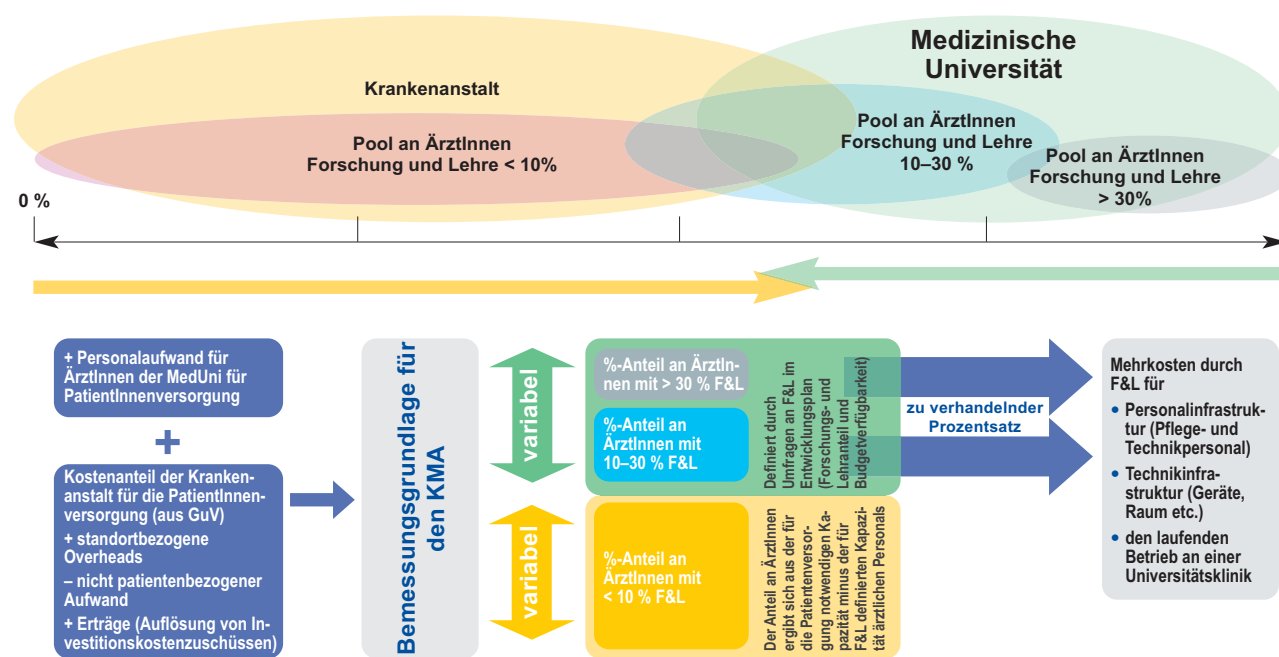 Medizinische
Universität
Krankenanstalt
Pool an ÄrztInnen
Forschung und Lehre < 10%
Pool an ÄrztInnen
Forschung und Lehre
10–30 %
Pool an ÄrztInnen
Forschung und Lehre
> 30%
0 %
+ Personalaufwand für
ÄrztInnen der MedUni für
PatientInnenversorgung
+
Kostenanteil der Kranken-
anstalt für die PatientInnen-
versorgung (aus GuV)
+ standortbezogene
Overheads
– nicht patientenbezogener
Aufwand
+ Erträge (Auflösung von In-
vestitionskostenzuschüssen)
Bemessungsgrundlage für
den KMA
variabel
variabel
%-Anteil an ÄrztIn-
nen mit > 30 % F&L
%-Anteil an
ÄrztInnen mit
10–30 % F&L
Definiert durch
Umfragen an F&L im
Entwicklungsplan
(Forschungs- und
Lehranteil und
Budgetverfügbarkeit)
%-Anteil an
ÄrztInnen mit
< 10 % F&L
Der Anteil an ÄrztInnen
ergibt sich aus der für
die Patientenversor-
gung notwendigen Ka-
pazität minus der für
F&L definierten Kapazi-
tät ärztlichen Personals
zu verhandelnder
Prozentsatz
Mehrkosten durch
F&L für
• Personalinfrastruk-
tur (Pflege- und
Technikpersonal)
• Technikinfra-
struktur (Geräte,
Raum etc.)
• den laufenden
Betrieb an einer
Universitätsklinik